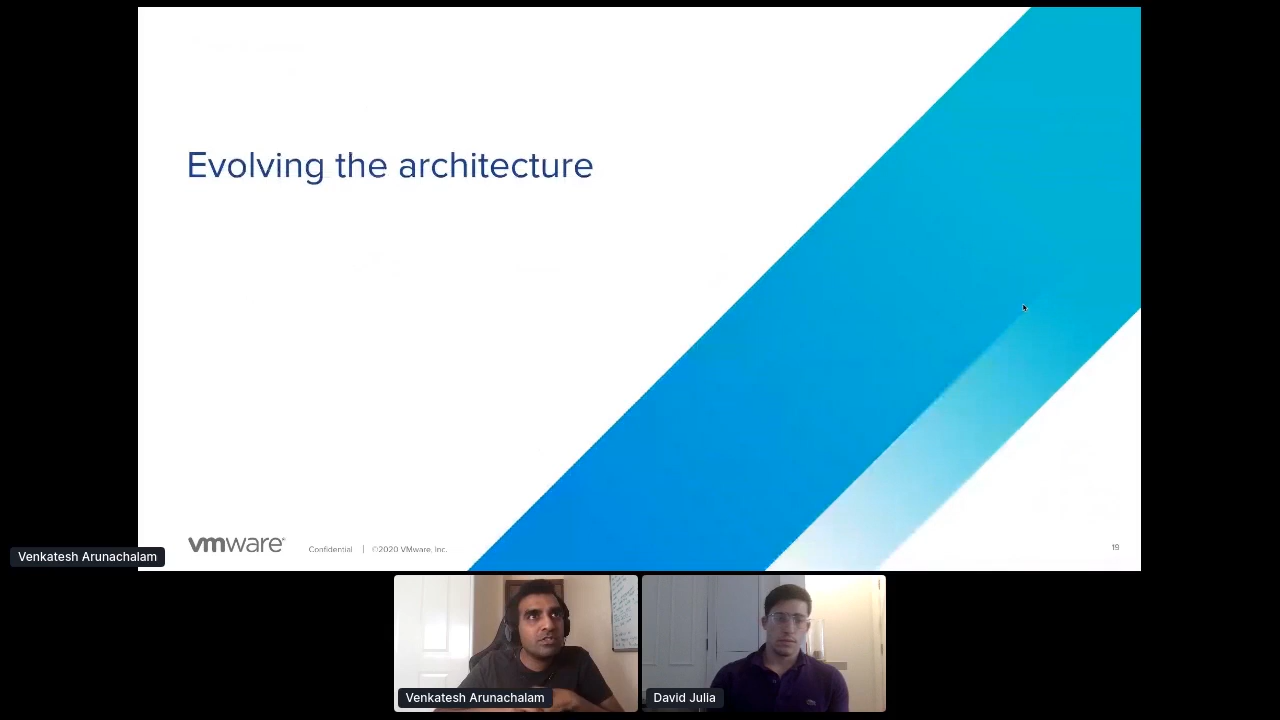 Evolving the architecture
vmware®
Confidential | ©2020 VMware, Inc.
19
Venkatesh Arunachalam
Venkatesh Arunachalam
David Julia